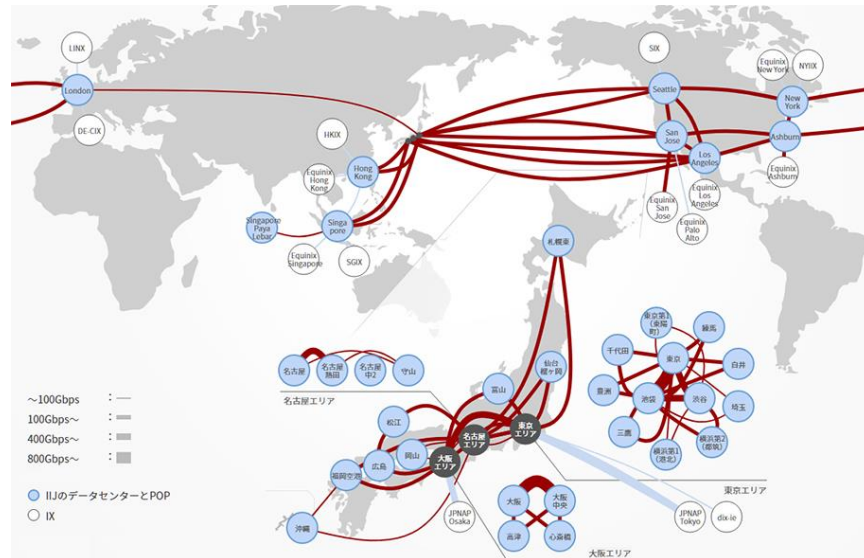 LINX
London
DE-CIX
HKIX
Equinix
Hong
Kong
Hong
Kong
Singapore
Paya
Lebar
Singa
pore
Equinix
Singapore
SGIX
SIX
Equinix
New York
NYIIX
Seattle
New
York
San
Jose
Ashburn
Los
Angeles
Equinix
Ashburn
Equinix
Los
Angeles
Equinix
San
Jose
Equinix
Palo
Alto
札幌東
東京第1
(東陽
町)
練馬
千代田
東京
白井
豊洲
池袋
渋谷
埼玉
三鷹
横浜第1
(港北)
横浜第2
(都筑)
東京エリア
名古屋
名古屋
熱田
名古屋
中2
守山
名古屋エリア
仙台
榴ヶ岡
富山
松江
東京
エリア
名古屋
エリア
大阪
エリア
岡山
広島
福岡空港
沖縄
JPNAP
Osaka
大阪
大阪
中央
高津
心斎橋
大阪エリア
JPNAP
Tokyo
dix-ie
～100Gbps :
100Gbps～ :
400Gbps～ :
800Gbps～ :
IIJのデータセンターとPOP
IX